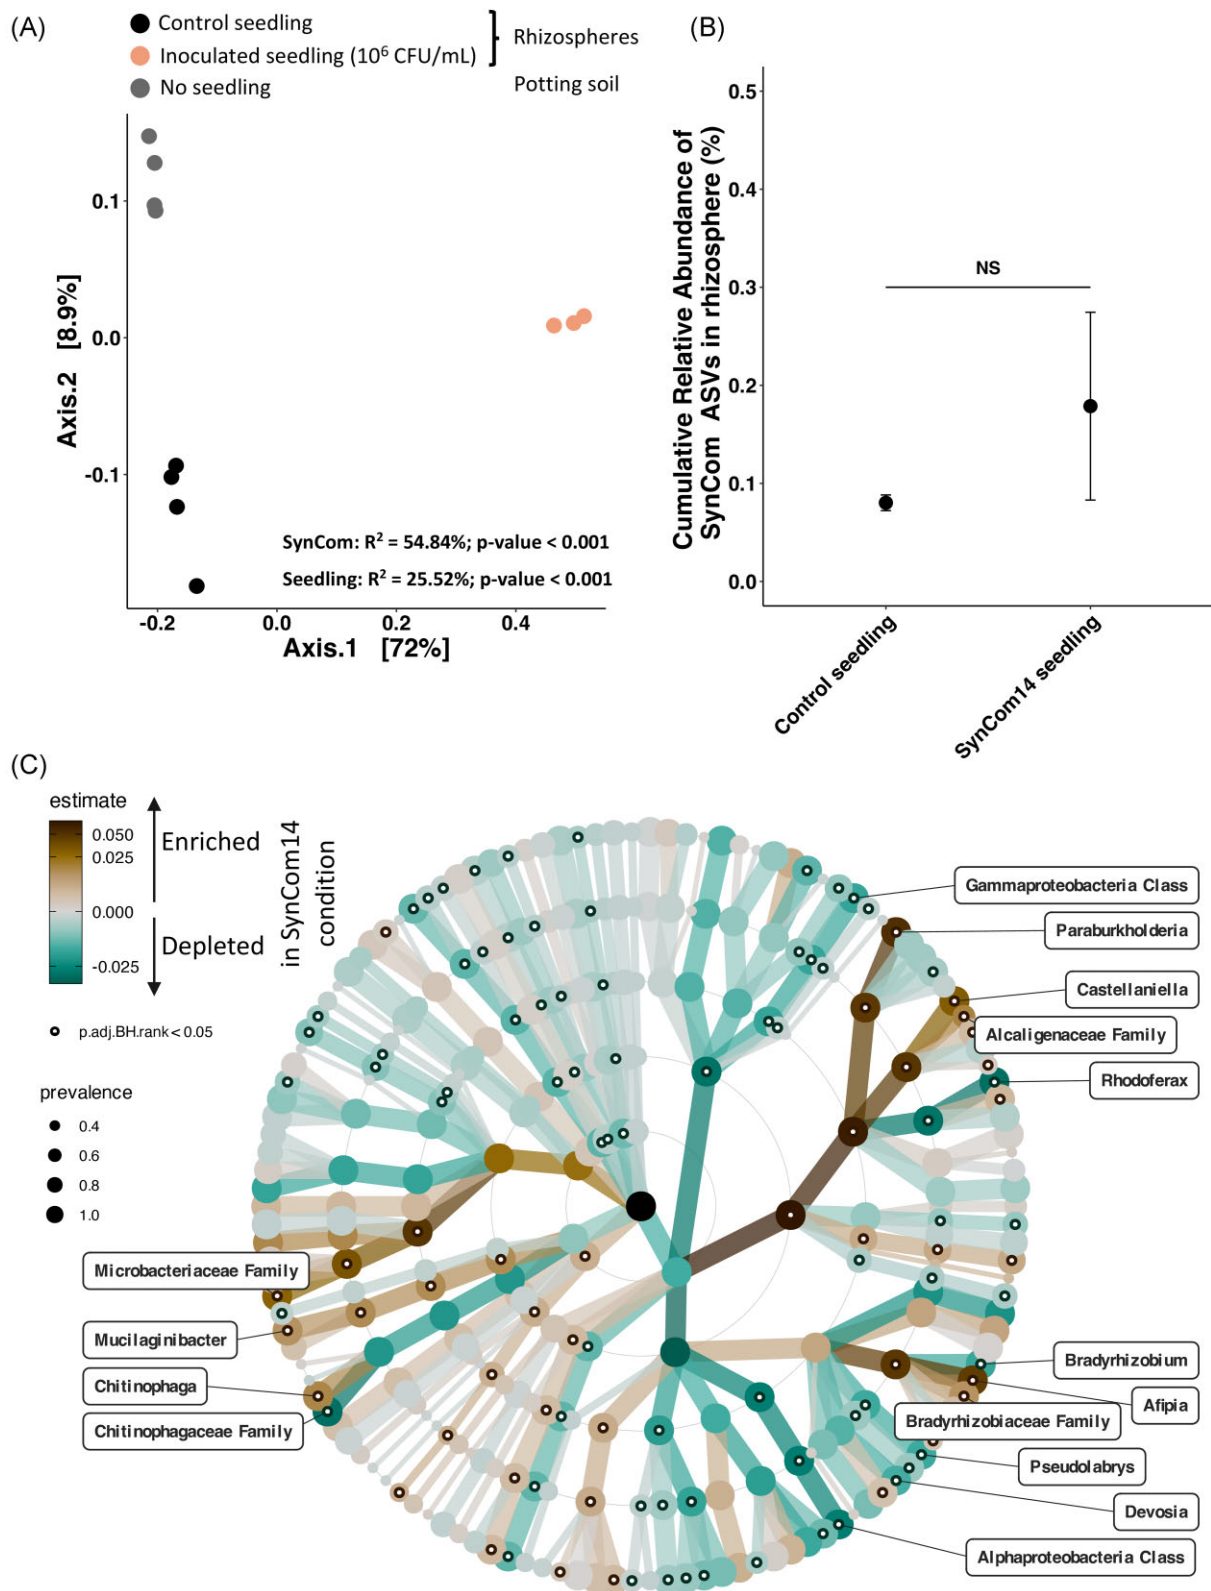 (A)
Control seedling
Inoculated seedling (10⁶ CFU/mL)
No seedling
Rhizospheres
Potting soil
0.1
0.0
-0.1
Axis.2 [8.9%]
SynCom: R² = 54.84%; p-value < 0.001
Seedling: R² = 25.52%; p-value < 0.001
-0.2
0.0
0.2
0.4
Axis.1 [72%]
(B)
Cumulative Relative Abundance of
SynCom ASVs in rhizosphere (%)
0.5
0.4
0.3
0.2
0.1
0.0
NS
Control seedling
SynCom14 seedling
(C)
estimate
0.050
0.025
0.000
-0.025
Enriched
Depleted
in SynCom14
condition
p.adj.BH.rank < 0.05
prevalence
0.4
0.6
0.8
1.0
Gammaproteobacteria Class
Paraburkholderia
Castellaniella
Alcaligenaceae Family
Rhodoferax
Microbacteriaceae Family
Mucilaginibacter
Chitinophaga
Chitinophagaceae Family
Bradyrhizobium
Afipia
Bradyrhizobiaceae Family
Pseudolabrys
Devosia
Alphaproteobacteria Class